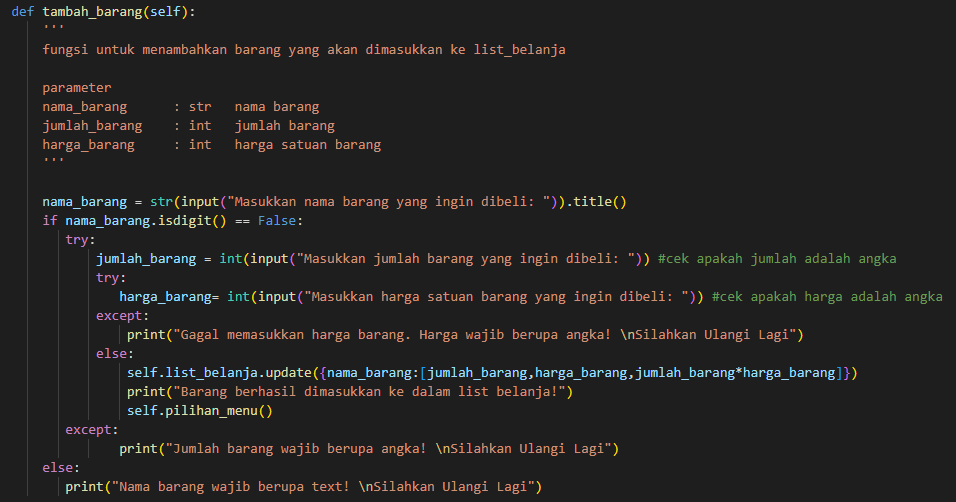 def tambah_barang(self):
'''
fungsi untuk menambahkan barang yang akan dimasukkan ke list_belanja
parameter
nama_barang      : str   nama barang
jumlah_barang    : int   jumlah barang
harga_barang     : int   harga satuan barang
'''
nama_barang = str(input("Masukkan nama barang yang ingin dibeli: ")).title()
if nama_barang.isdigit() == False:
try:
jumlah_barang = int(input("Masukkan jumlah barang yang ingin dibeli: ")) #cek apakah jumlah adalah angka
try:
harga_barang= int(input("Masukkan harga satuan barang yang ingin dibeli: ")) #cek apakah harga adalah angka
except:
print("Gagal memasukkan harga barang. Harga wajib berupa angka! \nSilahkan Ulangi Lagi")
else:
self.list_belanja.update({nama_barang:[jumlah_barang,harga_barang,jumlah_barang*harga_barang]})
print("Barang berhasil dimasukkan ke dalam list belanja!")
self.pilihan_menu()
except:
print("Jumlah barang wajib berupa angka! \nSilahkan Ulangi Lagi")
else:
print("Nama barang wajib berupa text! \nSilahkan Ulangi Lagi")